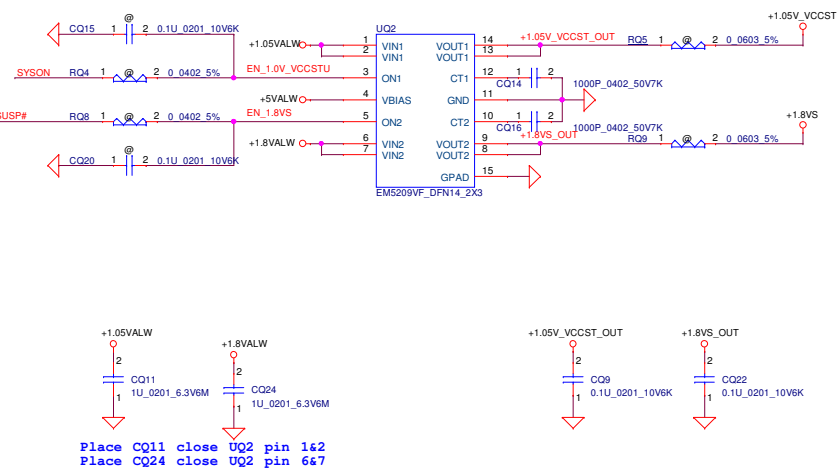 +1.05V_VCCST
@
CQ15 1 2 0.1U_0201_10V6K
UQ2
+1.05VALW 1 VIN1 VOUT1 14 +1.05V_VCCST_OUT RQ5 1 @ 2 0_0603_5%
2 VIN1 VOUT1 13
SYSON RQ4 1 @ 2 0_0402_5% EN_1.0V_VCCSTU 3 ON1 CT1 12 1 2
CQ14 1000P_0402_50V7K
+5VALW 4 VBIAS GND 11
SUSP# RQ8 1 @ 2 0_0402_5% EN_1.8VS 5 ON2 CT2 10 1 2 +1.8VS
CQ16 1000P_0402_50V7K
+1.8VALW 6 VIN2 VOUT2 9 +1.8VS_OUT RQ9 1 @ 2 0_0603_5%
7 VIN2 VOUT2 8
@
CQ20 1 2 0.1U_0201_10V6K
GPAD 15
EM5209VF_DFN14_2X3
+1.05VALW
2
CQ11
1U_0201_6.3V6M
1
+1.8VALW
2
CQ24
1U_0201_6.3V6M
1
+1.05V_VCCST_OUT
2
CQ9
0.1U_0201_10V6K
1
+1.8VS_OUT
2
CQ22
0.1U_0201_10V6K
1
Place CQ11 close UQ2 pin 1&2
Place CQ24 close UQ2 pin 6&7